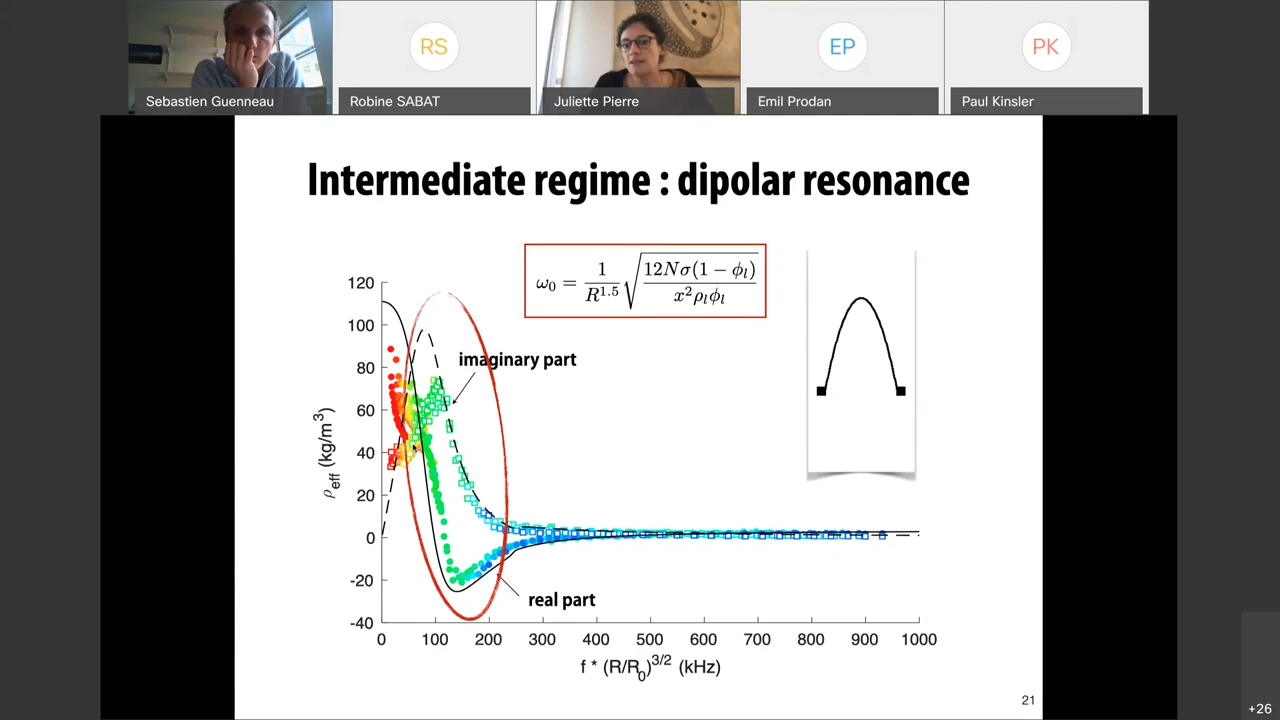 RS
EP
PK
Sebastien Guenneau
Robine SABAT
Juliette Pierre
Emil Prodan
Paul Kinsler
Intermediate regime : dipolar resonance
ω₀ = 1/R^1.5 √(12Nσ(1 − ϕₗ)/x²ρₗϕₗ)
120
100
80
60
40
20
0
-20
-40
ρeff (kg/m³)
imaginary part
real part
0 100 200 300 400 500 600 700 800 900 1000
f * (R/R₀)^3/2 (kHz)
21
+26